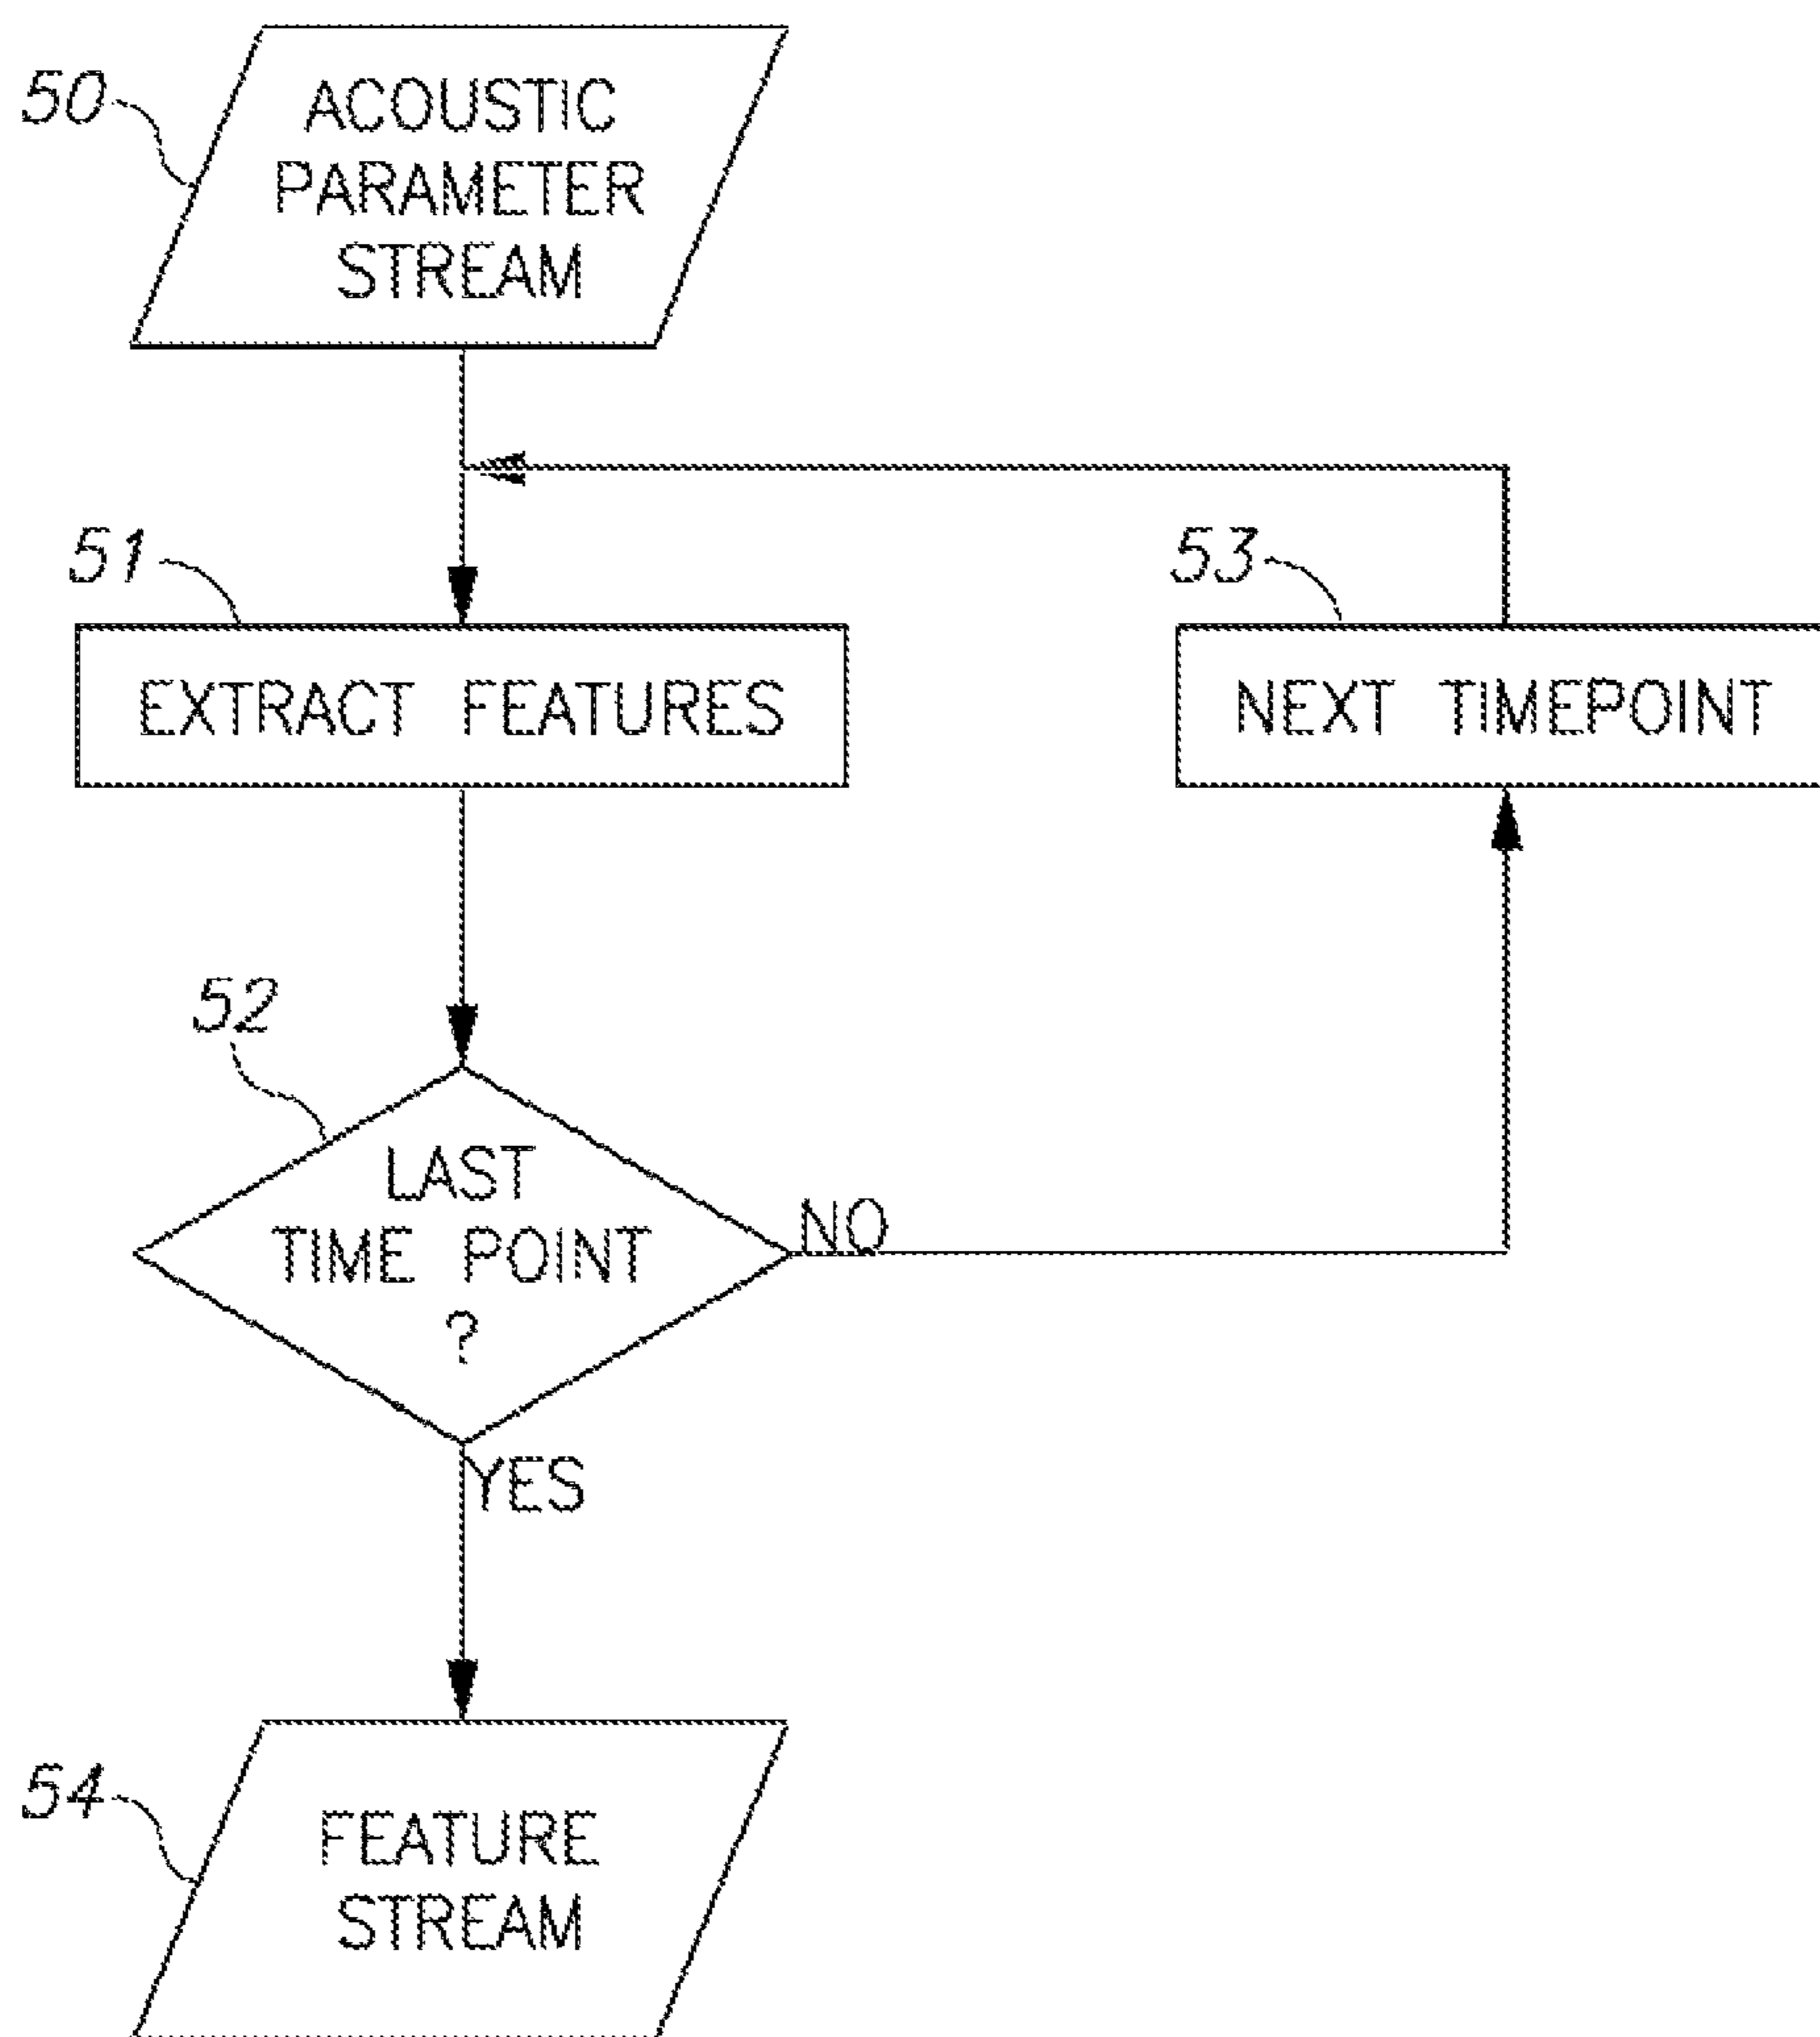 50
ACOUSTIC
PARAMETER
STREAM
51
EXTRACT FEATURES
53
NEXT TIMEPOINT
52
LAST
TIME POINT
?
NO
YES
54
FEATURE
STREAM